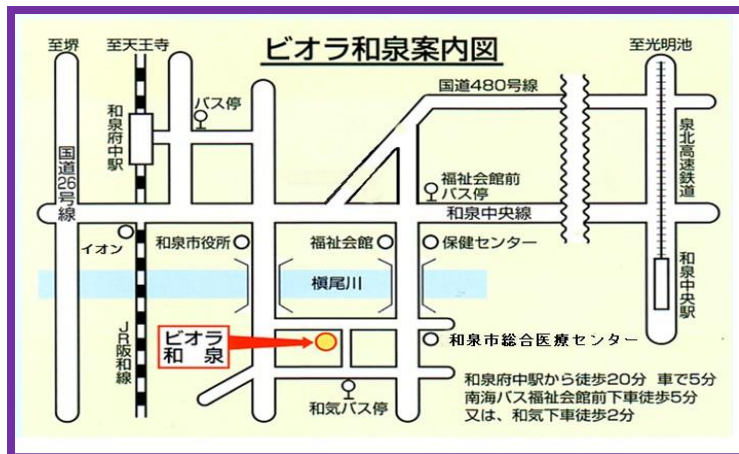 ビオラ和泉案内図
至堺
至天王寺
至光明池
国道480号線
バス停
和泉府中駅
国道26号線
泉北高速鉄道
福祉会館前
バス停
和泉中央線
イオン
和泉市役所
福祉会館
保健センター
槇尾川
和泉中央駅
JR阪和線
ビオラ
和泉
和泉市総合医療センター
和気バス停
和泉府中駅から徒歩20分 車で5分
南海バス福祉会館前下車徒歩5分
又は、和気下車徒歩2分